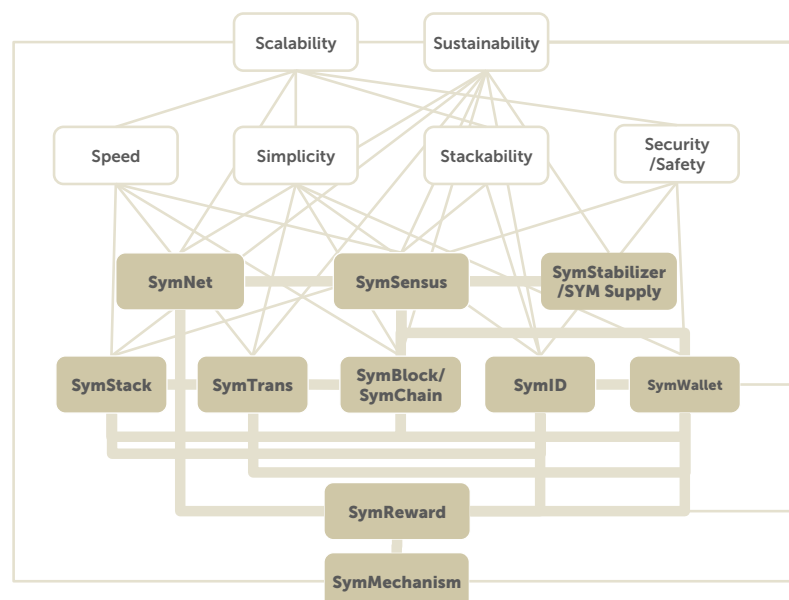 Scalability
Sustainability
Speed
Simplicity
Stackability
Security
/Safety
SymNet
SymSensus
SymStabilizer
/SYM Supply
SymStack
SymTrans
SymBlock/
SymChain
SymID
SymWallet
SymReward
SymMechanism